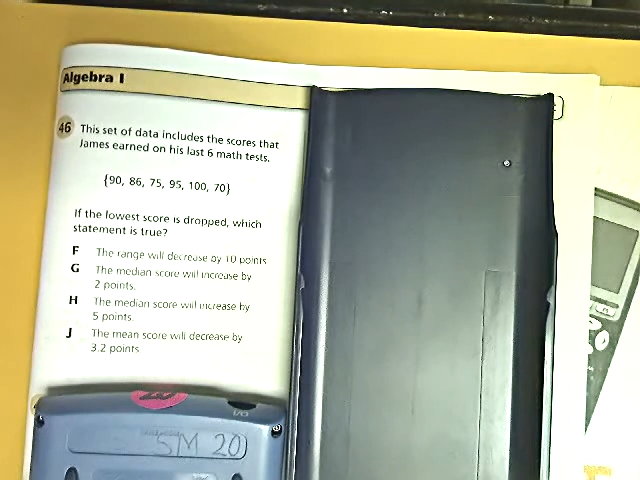 Algebra I
46 This set of data includes the scores that
James earned on his last 6 math tests.
{90, 86, 75, 95, 100, 70}
If the lowest score is dropped, which
statement is true?
F The range will decrease by 10 points
G The median score will increase by
2 points.
H The median score will increase by
5 points.
J The mean score will decrease by
3.2 points
I/O
SM 20